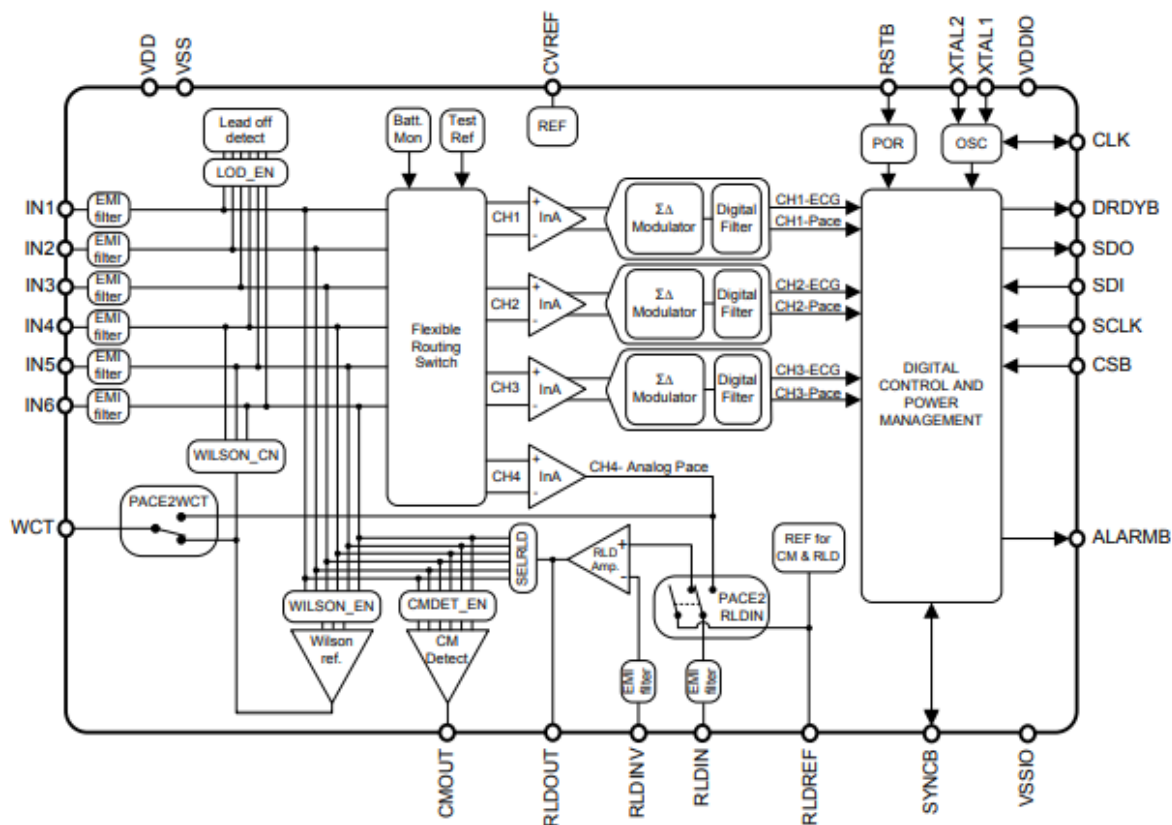 VDD
VSS
CVREF
RSTB
XTAL2
XTAL1
VDDIO
Lead off
detect
Batt.
Mon
Test
Ref
REF
POR
OSC
CLK
LOD_EN
IN1
EMI
filter
CH1
+
-
InA
ΣΔ
Modulator
Digital
Filter
CH1-ECG
CH1-Pace
DRDYB
IN2
EMI
filter
SDO
IN3
EMI
filter
CH2
+
-
InA
ΣΔ
Modulator
Digital
Filter
CH2-ECG
CH2-Pace
SDI
IN4
EMI
filter
SCLK
Flexible
Routing
Switch
IN5
EMI
filter
CH3
+
-
InA
ΣΔ
Modulator
Digital
Filter
CH3-ECG
CH3-Pace
CSB
DIGITAL
CONTROL AND
POWER
MANAGEMENT
IN6
EMI
filter
WILSON_CN
CH4
+
-
InA
CH4- Analog Pace
PACE2WCT
WCT
SELRLD
RLD
Amp.
+
-
REF for
CM & RLD
ALARMB
PACE2
RLDIN
WILSON_EN
CMDET_EN
Wilson
ref.
CM
Detect
EMI
filter
EMI
filter
CMOUT
RLDOUT
RLDINV
RLDIN
RLDREF
SYNCB
VSSIO